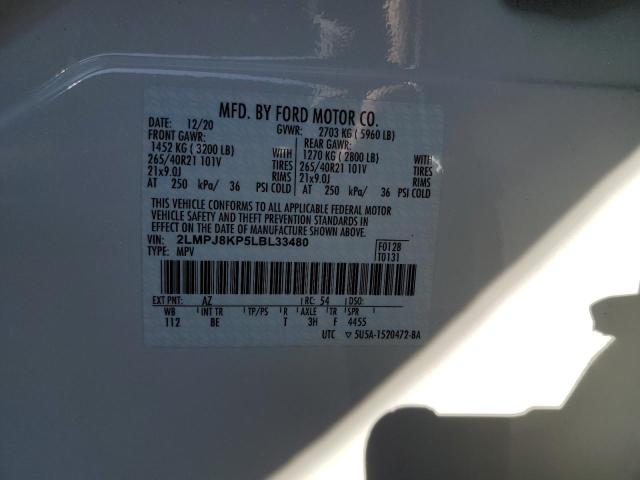 MFD. BY FORD MOTOR CO.
DATE: 12/20 GVWR: 2703 KG ( 5960 LB)
FRONT GAWR: REAR GAWR:
1452 KG ( 3200 LB) WITH 1270 KG ( 2800 LB) WITH
265/40R21 101V TIRES 265/40R21 101V TIRES
21x9.0J RIMS 21x9.0J RIMS
AT 250 kPa/ 36 PSI COLD AT 250 kPa/ 36 PSI COLD
THIS VEHICLE CONFORMS TO ALL APPLICABLE FEDERAL MOTOR
VEHICLE SAFETY AND THEFT PREVENTION STANDARDS IN
EFFECT ON THE DATE OF MANUFACTURE SHOWN ABOVE.
VIN: 2LMPJ8KP5LBL33480 F0128
TYPE: MPV T0131
EXT PNT: AZ RC: 54 DSO:
WB INT TR TP/PS R AXLE TR SPR
112 BE T 3H F 4455
UTC ▽ 5U5A-1520472-BA